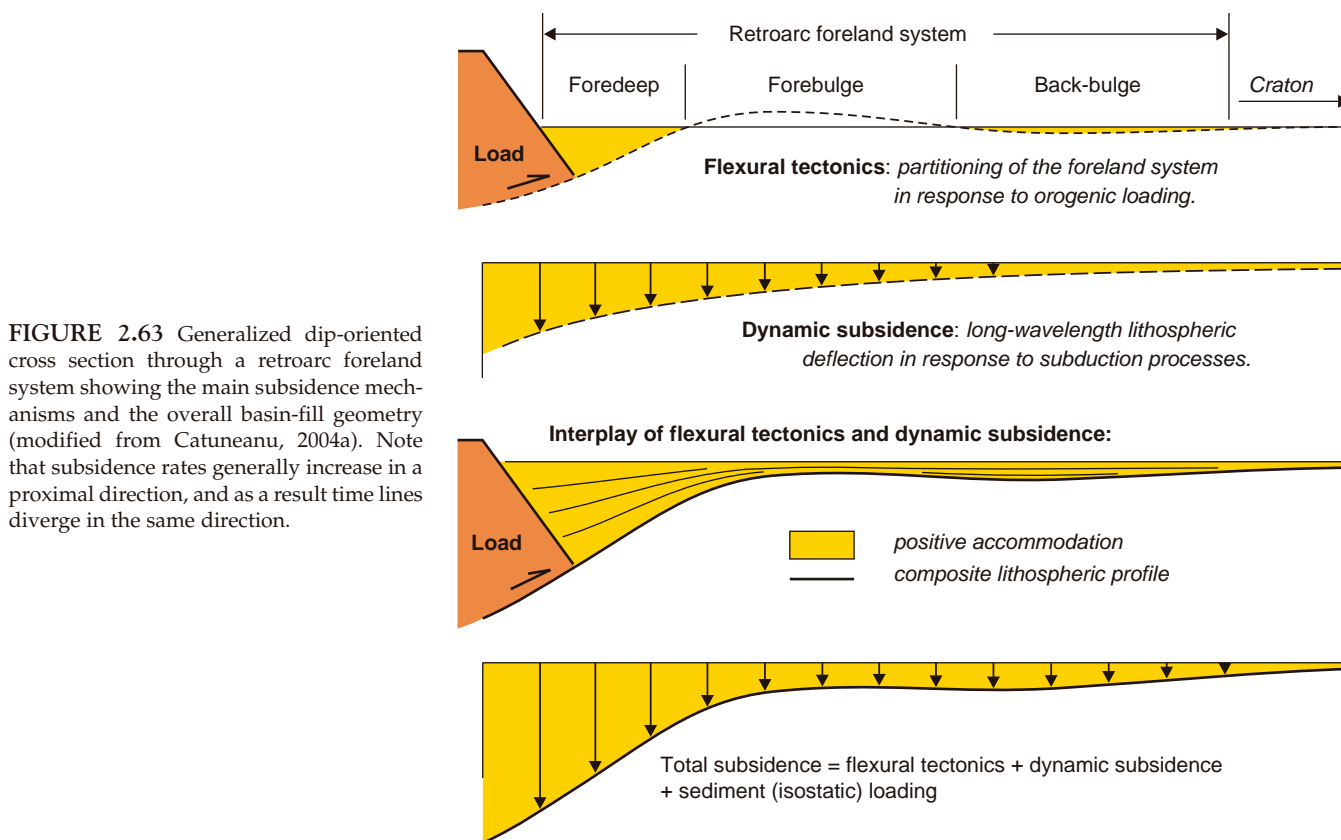 Retroarc foreland system
Foredeep
Forebulge
Back-bulge
Craton
Load
Flexural tectonics: partitioning of the foreland system
in response to orogenic loading.
Dynamic subsidence: long-wavelength lithospheric
deflection in response to subduction processes.
FIGURE 2.63 Generalized dip-oriented
cross section through a retroarc foreland
system showing the main subsidence mech-
anisms and the overall basin-fill geometry
(modified from Catuneanu, 2004a). Note
that subsidence rates generally increase in a
proximal direction, and as a result time lines
diverge in the same direction.
Interplay of flexural tectonics and dynamic subsidence:
Load
positive accommodation
composite lithospheric profile
Total subsidence = flexural tectonics + dynamic subsidence
+ sediment (isostatic) loading